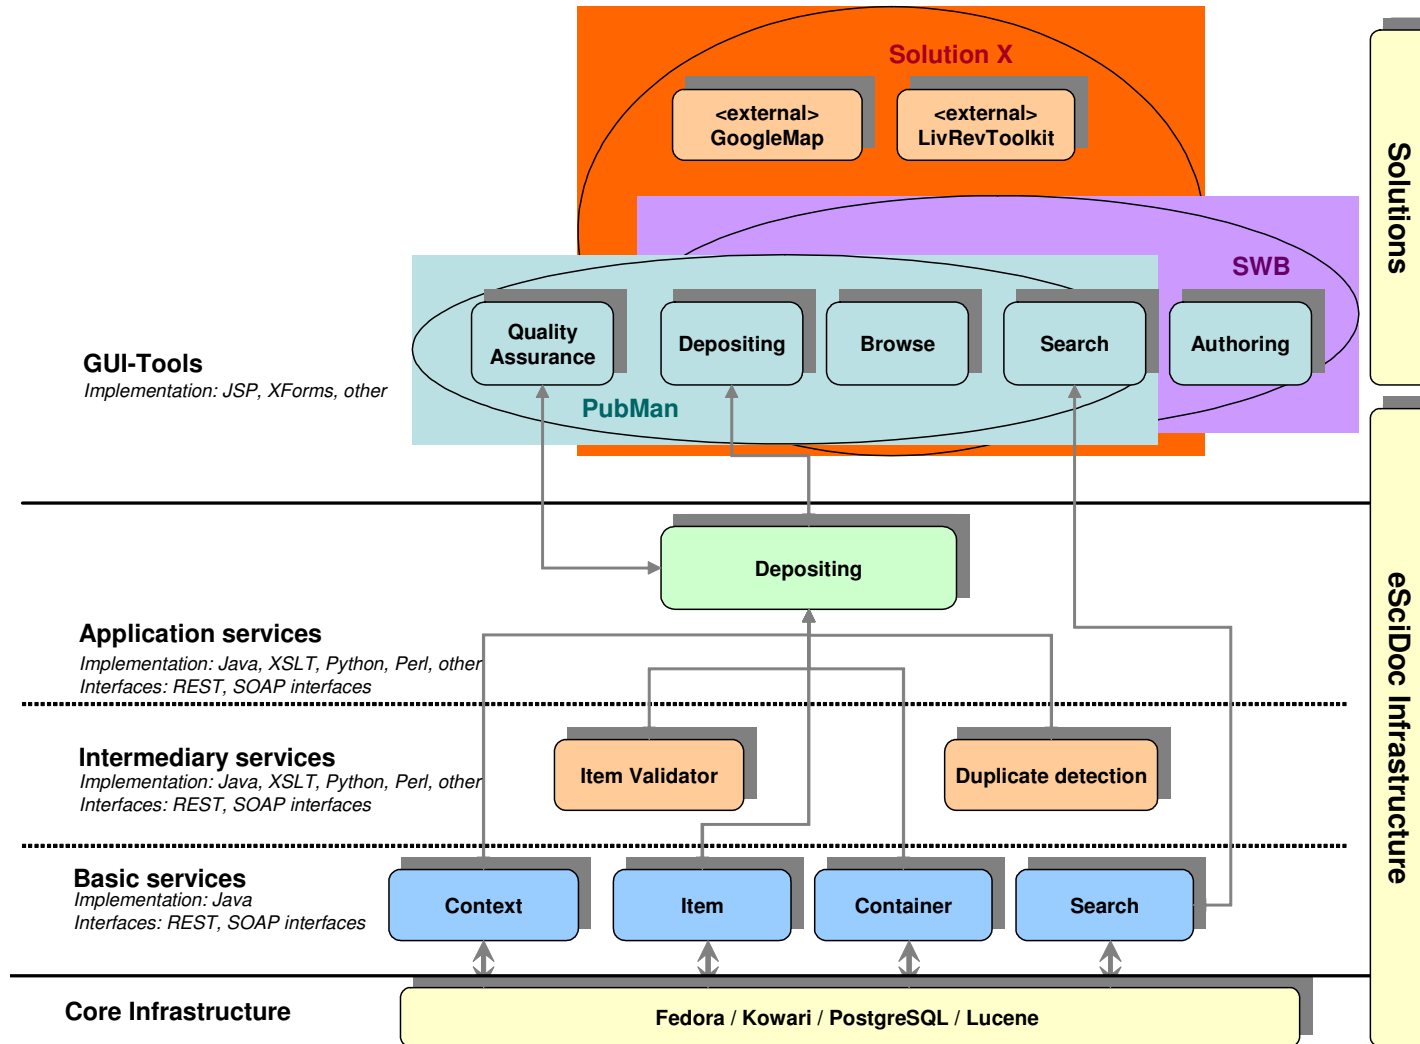 Solution X
<external>
GoogleMap
<external>
LivRevToolkit
Solutions
SWB
Quality
Assurance
Depositing
Browse
Search
Authoring
GUI-Tools
Implementation: JSP, XForms, other
PubMan
Depositing
eSciDoc Infrastructure
Application services
Implementation: Java, XSLT, Python, Perl, other
Interfaces: REST, SOAP interfaces
Intermediary services
Implementation: Java, XSLT, Python, Perl, other
Interfaces: REST, SOAP interfaces
Item Validator
Duplicate detection
Basic services
Implementation: Java
Interfaces: REST, SOAP interfaces
Context
Item
Container
Search
Core Infrastructure
Fedora / Kowari / PostgreSQL / Lucene